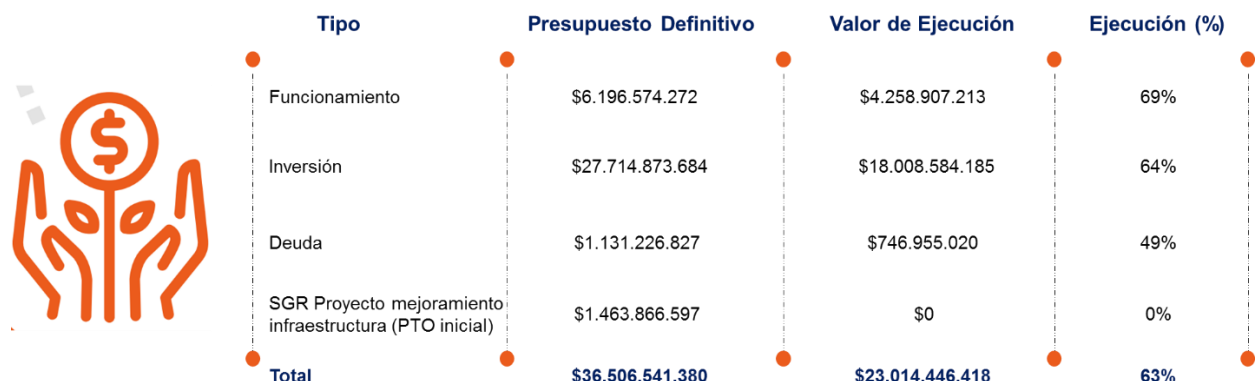 Tipo Presupuesto Definitivo Valor de Ejecución Ejecución (%)
$ Funcionamiento $6.196.574.272 $4.258.907.213 69%
Inversión $27.714.873.684 $18.008.584.185 64%
Deuda $1.131.226.827 $746.955.020 49%
SGR Proyecto mejoramiento
infraestructura (PTO inicial) $1.463.866.597 $0 0%
Total $36.506.541.380 $23.014.446.418 63%